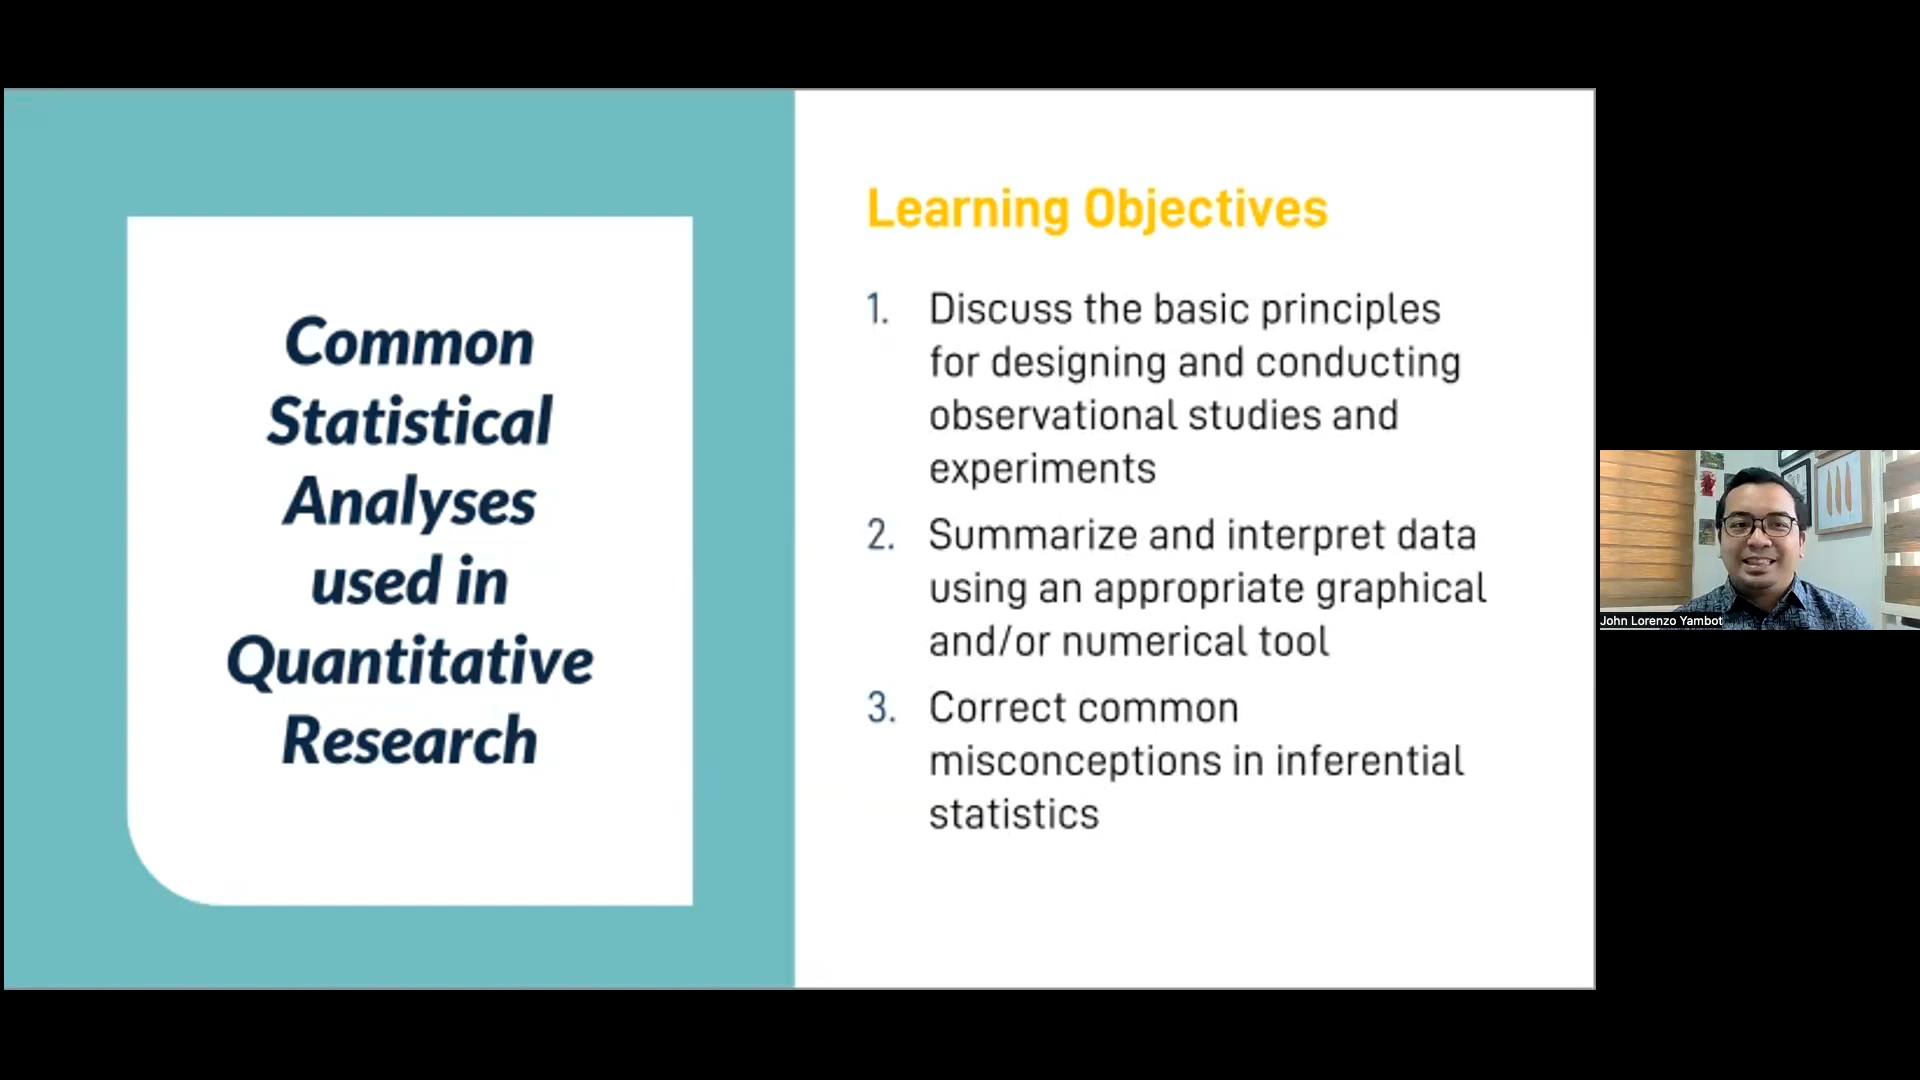 Common
Statistical
Analyses
used in
Quantitative
Research
Learning Objectives
1. Discuss the basic principles
for designing and conducting
observational studies and
experiments
2. Summarize and interpret data
using an appropriate graphical
and/or numerical tool
3. Correct common
misconceptions in inferential
statistics
John Lorenzo Yambot